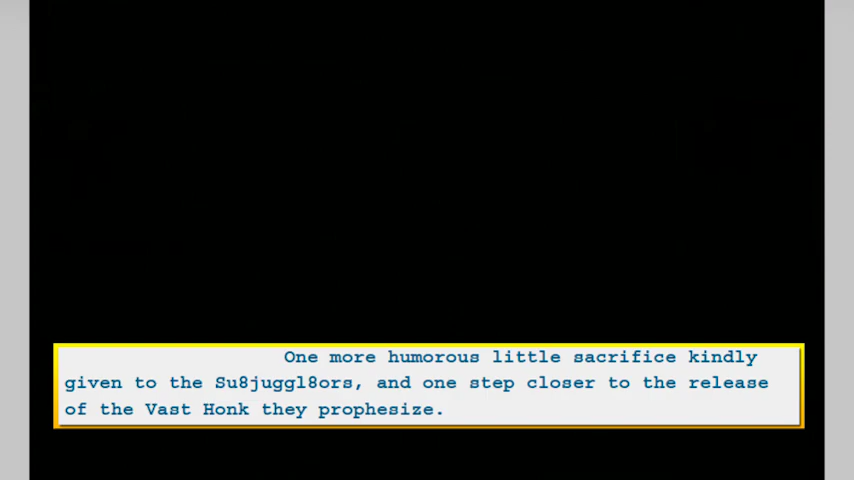 One more humorous little sacrifice kindly
given to the Su8juggl8ors, and one step closer to the release
of the Vast Honk they prophesize.